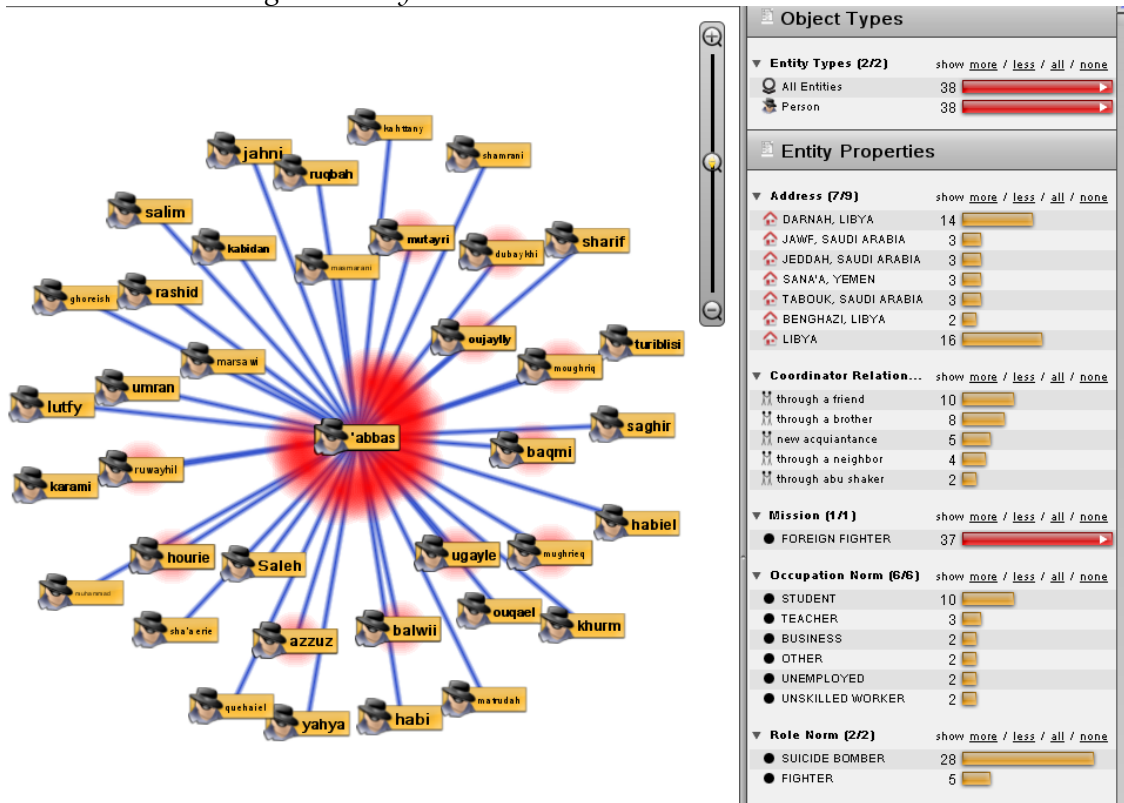 jahni
ruqbah
kahttany
shamrani
salim
kabidan
masmarani
mutayri
dubaykhi
sharif
ghoreish
rashid
oujaylly
turiblisi
marsawi
moughriq
umran
lutfy
'abbas
saghir
baqmi
ruwayhil
karami
habiel
hourie
Saleh
ugayle
mughrieq
muhammad
sha'aerie
azzuz
balwii
ouqael
khurm
quehaiel
yahya
habi
matrudah
Object Types
Entity Types (2/2) show more / less / all / none
All Entities 38
Person 38
Entity Properties
Address (7/9) show more / less / all / none
DARNAH, LIBYA 14
JAWF, SAUDI ARABIA 3
JEDDAH, SAUDI ARABIA 3
SANA'A, YEMEN 3
TABOUK, SAUDI ARABIA 3
BENGHAZI, LIBYA 2
LIBYA 16
Coordinator Relation... show more / less / all / none
through a friend 10
through a brother 8
new acquiantance 5
through a neighbor 4
through abu shaker 2
Mission (1/1) show more / less / all / none
FOREIGN FIGHTER 37
Occupation Norm (6/6) show more / less / all / none
STUDENT 10
TEACHER 3
BUSINESS 2
OTHER 2
UNEMPLOYED 2
UNSKILLED WORKER 2
Role Norm (2/2) show more / less / all / none
SUICIDE BOMBER 28
FIGHTER 5